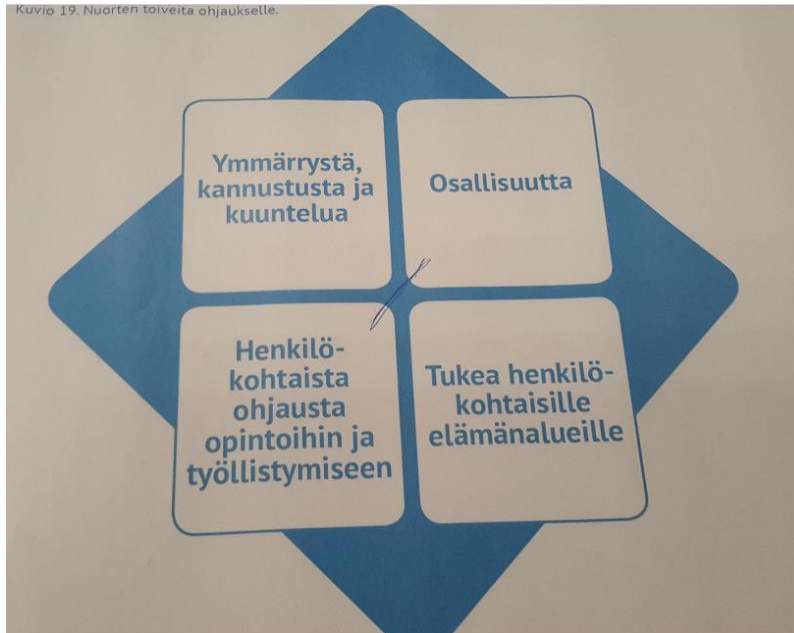 Kuvio 19. Nuorten toiveita ohjaukselle.
Ymmärrystä,
kannustusta ja
kuuntelua
Osallisuutta
Henkilö-
kohtaista
ohjausta
opintoihin ja
työllistymiseen
Tukea henkilö-
kohtaisille
elämänalueille